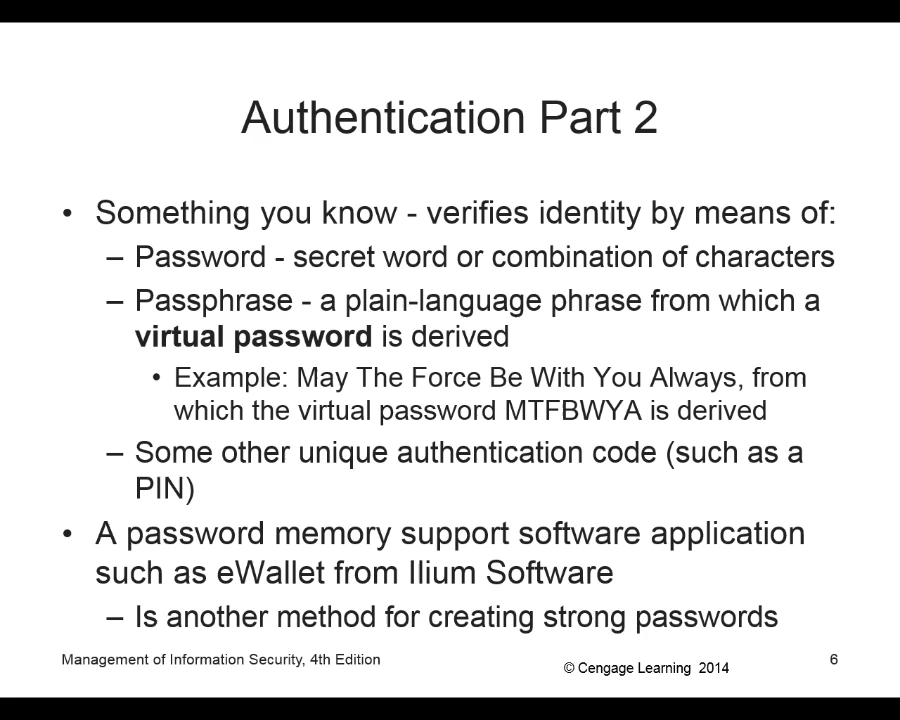 Authentication Part 2
• Something you know - verifies identity by means of:
– Password - secret word or combination of characters
– Passphrase - a plain-language phrase from which a
virtual password is derived
• Example: May The Force Be With You Always, from
which the virtual password MTFBWYA is derived
– Some other unique authentication code (such as a
PIN)
• A password memory support software application
such as eWallet from Ilium Software
– Is another method for creating strong passwords
Management of Information Security, 4th Edition
© Cengage Learning 2014
6